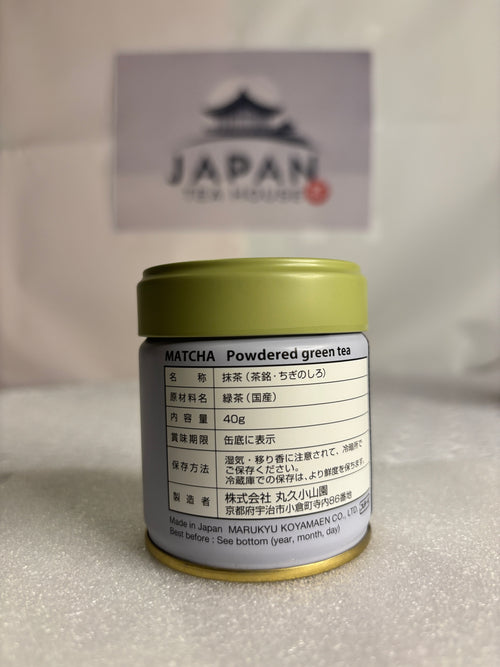 JAPAN
TEA HOUSE
MATCHA Powdered green tea
名 称 抹茶（茶銘・ちぎのしろ）
原材料名 緑茶（国産）
内容量 40g
賞味期限 缶底に表示
保存方法 湿気・移り香に注意されて、冷暗所で
ご保存ください。
冷蔵庫での保存は、より鮮度を保ちます。
製造者 株式会社 丸久小山園
京都府宇治市小倉町寺内86番地
Made in Japan MARUKYU KOYAMAEN CO., LTD.
Best before : See bottom (year, month, day)